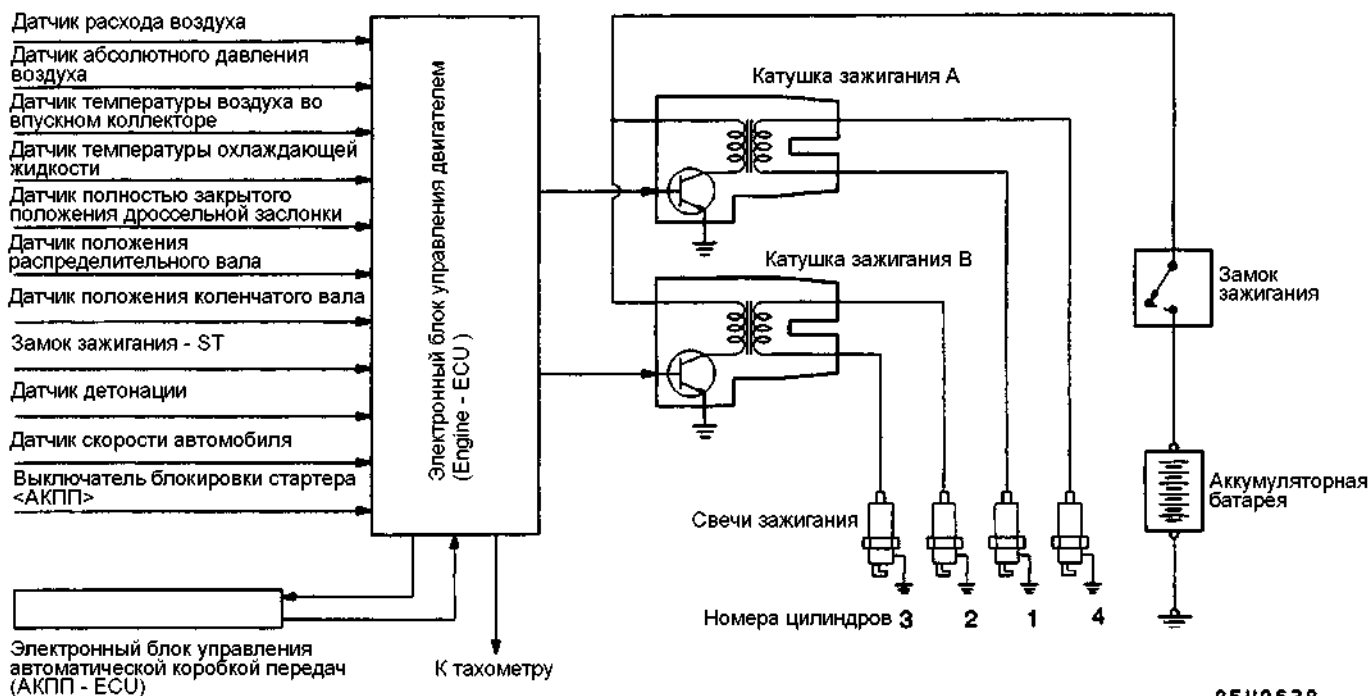 Датчик расхода воздуха
Датчик абсолютного давления
воздуха
Датчик температуры воздуха во
впускном коллекторе
Датчик температуры охлаждающей
жидкости
Датчик полностью закрытого
положения дроссельной заслонки
Датчик положения
распределительного вала
Датчик положения коленчатого вала
Замок зажигания - ST
Датчик детонации
Датчик скорости автомобиля
Выключатель блокировки стартера
<АКПП>
Электронный блок управления двигателем
(Engine - ECU )
Электронный блок управления
автоматической коробкой передач
(АКПП - ECU)
К тахометру
Катушка зажигания А
Катушка зажигания В
Замок
зажигания
Аккумуляторная
батарея
Свечи зажигания
Номера цилиндров 3 2 1 4